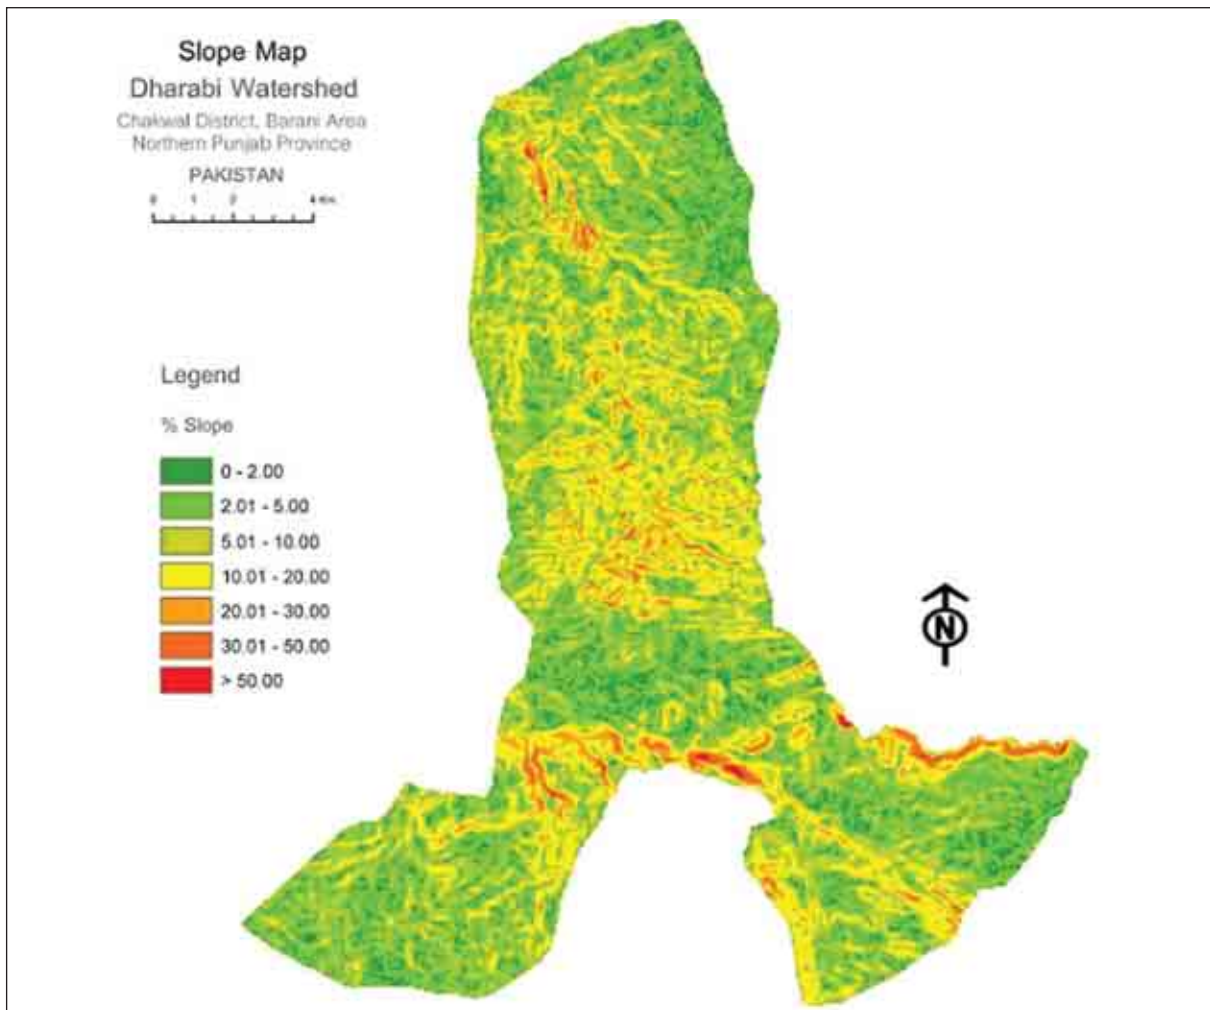 Slope Map
Dharabi Watershed
Chakwal District, Barani Area
Northern Punjab Province
PAKISTAN
0 1 2 4 Km
Legend
% Slope
0 - 2.00
2.01 - 5.00
5.01 - 10.00
10.01 - 20.00
20.01 - 30.00
30.01 - 50.00
> 50.00
N